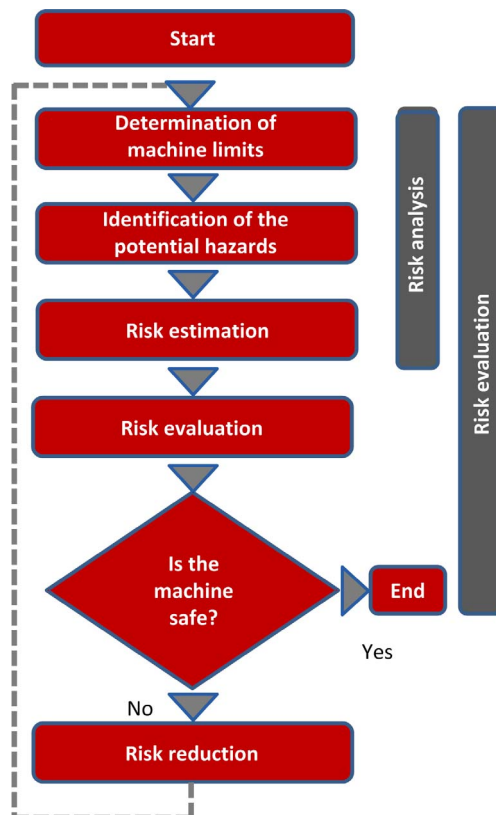 Start
Determination of
machine limits
Identification of the
potential hazards
Risk estimation
Risk evaluation
Is the
machine
safe?
End
Yes
No
Risk reduction
Risk analysis
Risk evaluation